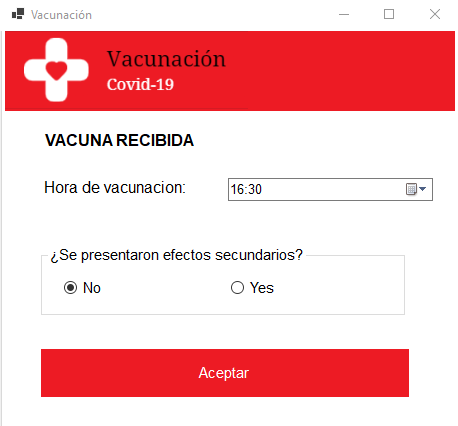 Vacunación
Vacunación
Covid-19
VACUNA RECIBIDA
Hora de vacunacion: 16:30
¿Se presentaron efectos secundarios?
No Yes
Aceptar